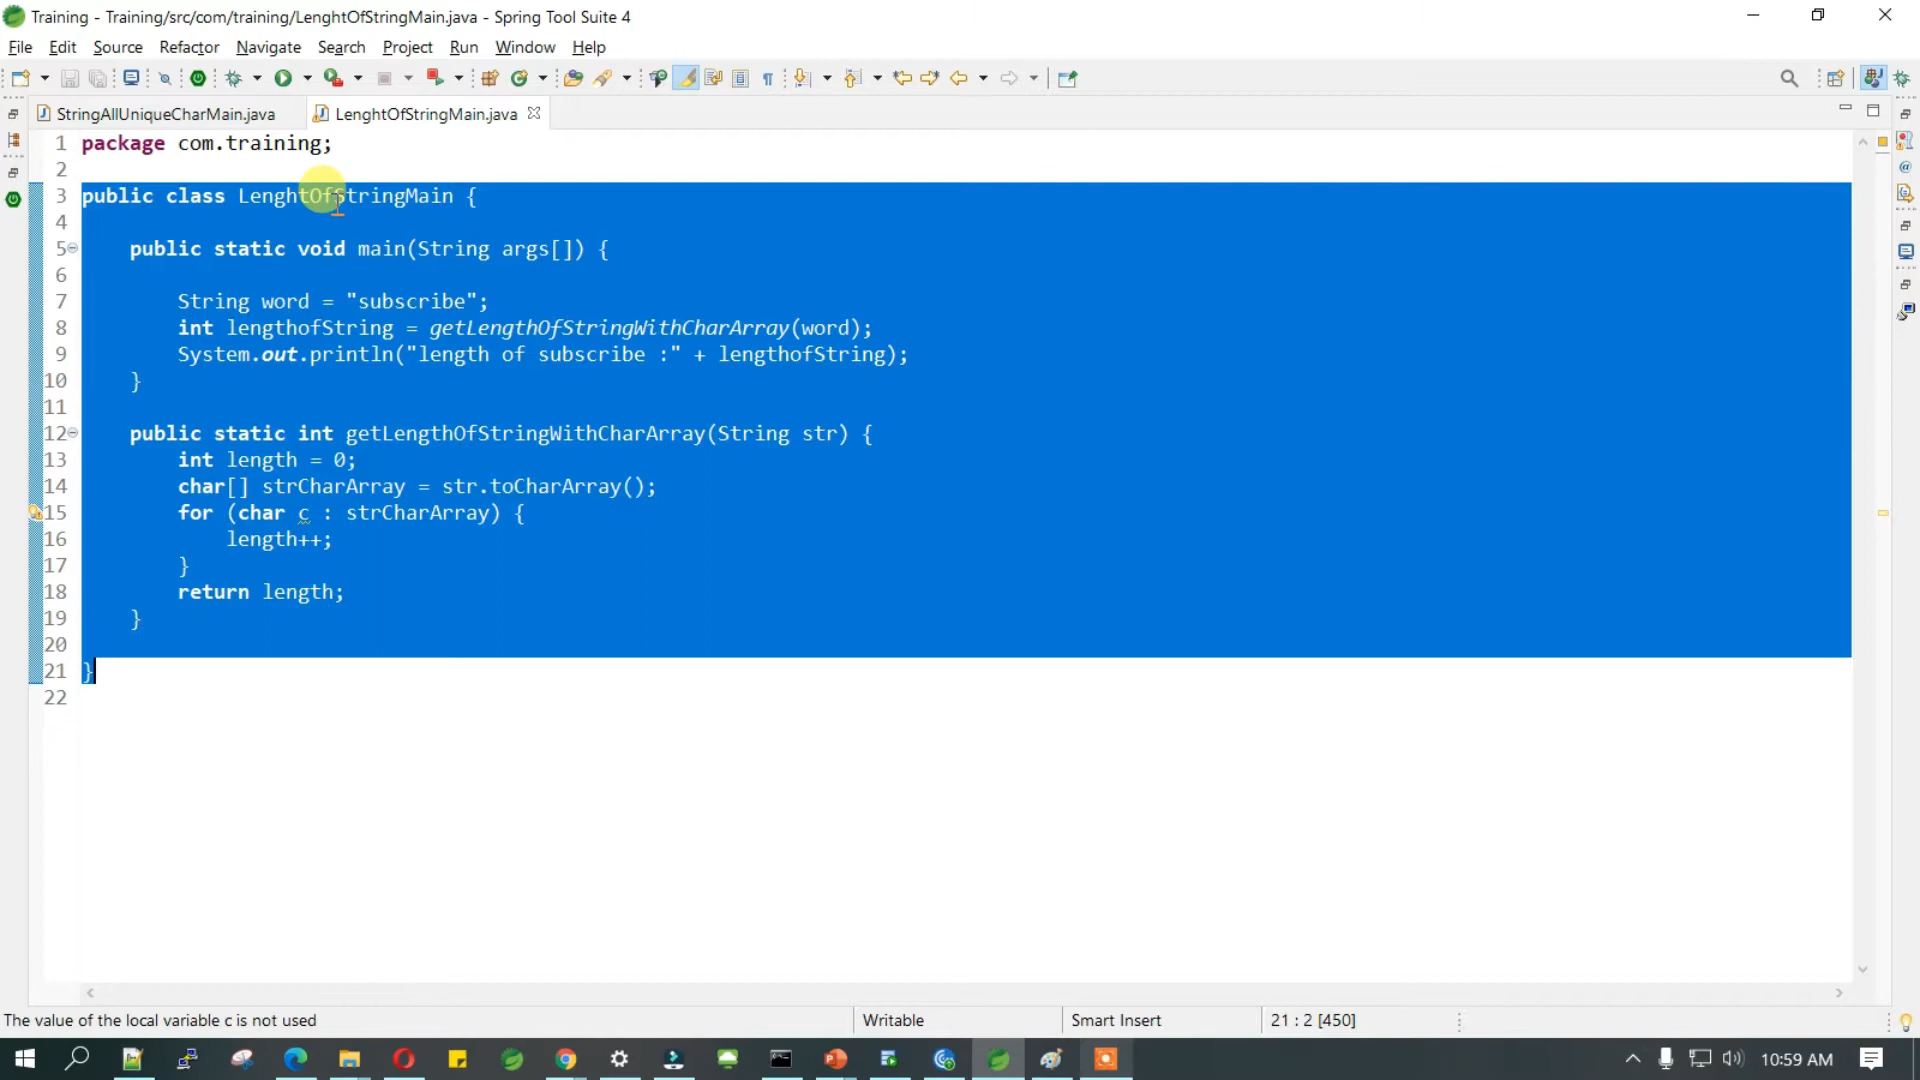 Training - Training/src/com/training/LenghtOfStringMain.java - Spring Tool Suite 4
File Edit Source Refactor Navigate Search Project Run Window Help
StringAllUniqueCharMain.java LenghtOfStringMain.java
1 package com.training;
2
3 public class LenghtOfStringMain {
4
5 public static void main(String args[]) {
6
7 String word = "subscribe";
8 int lengthofString = getLengthOfStringWithCharArray(word);
9 System.out.println("length of subscribe :" + lengthofString);
10 }
11
12 public static int getLengthOfStringWithCharArray(String str) {
13 int length = 0;
14 char[] strCharArray = str.toCharArray();
15 for (char c : strCharArray) {
16 length++;
17 }
18 return length;
19 }
20
21 }
22
The value of the local variable c is not used Writable Smart Insert 21 : 2 [450]
10:59 AM